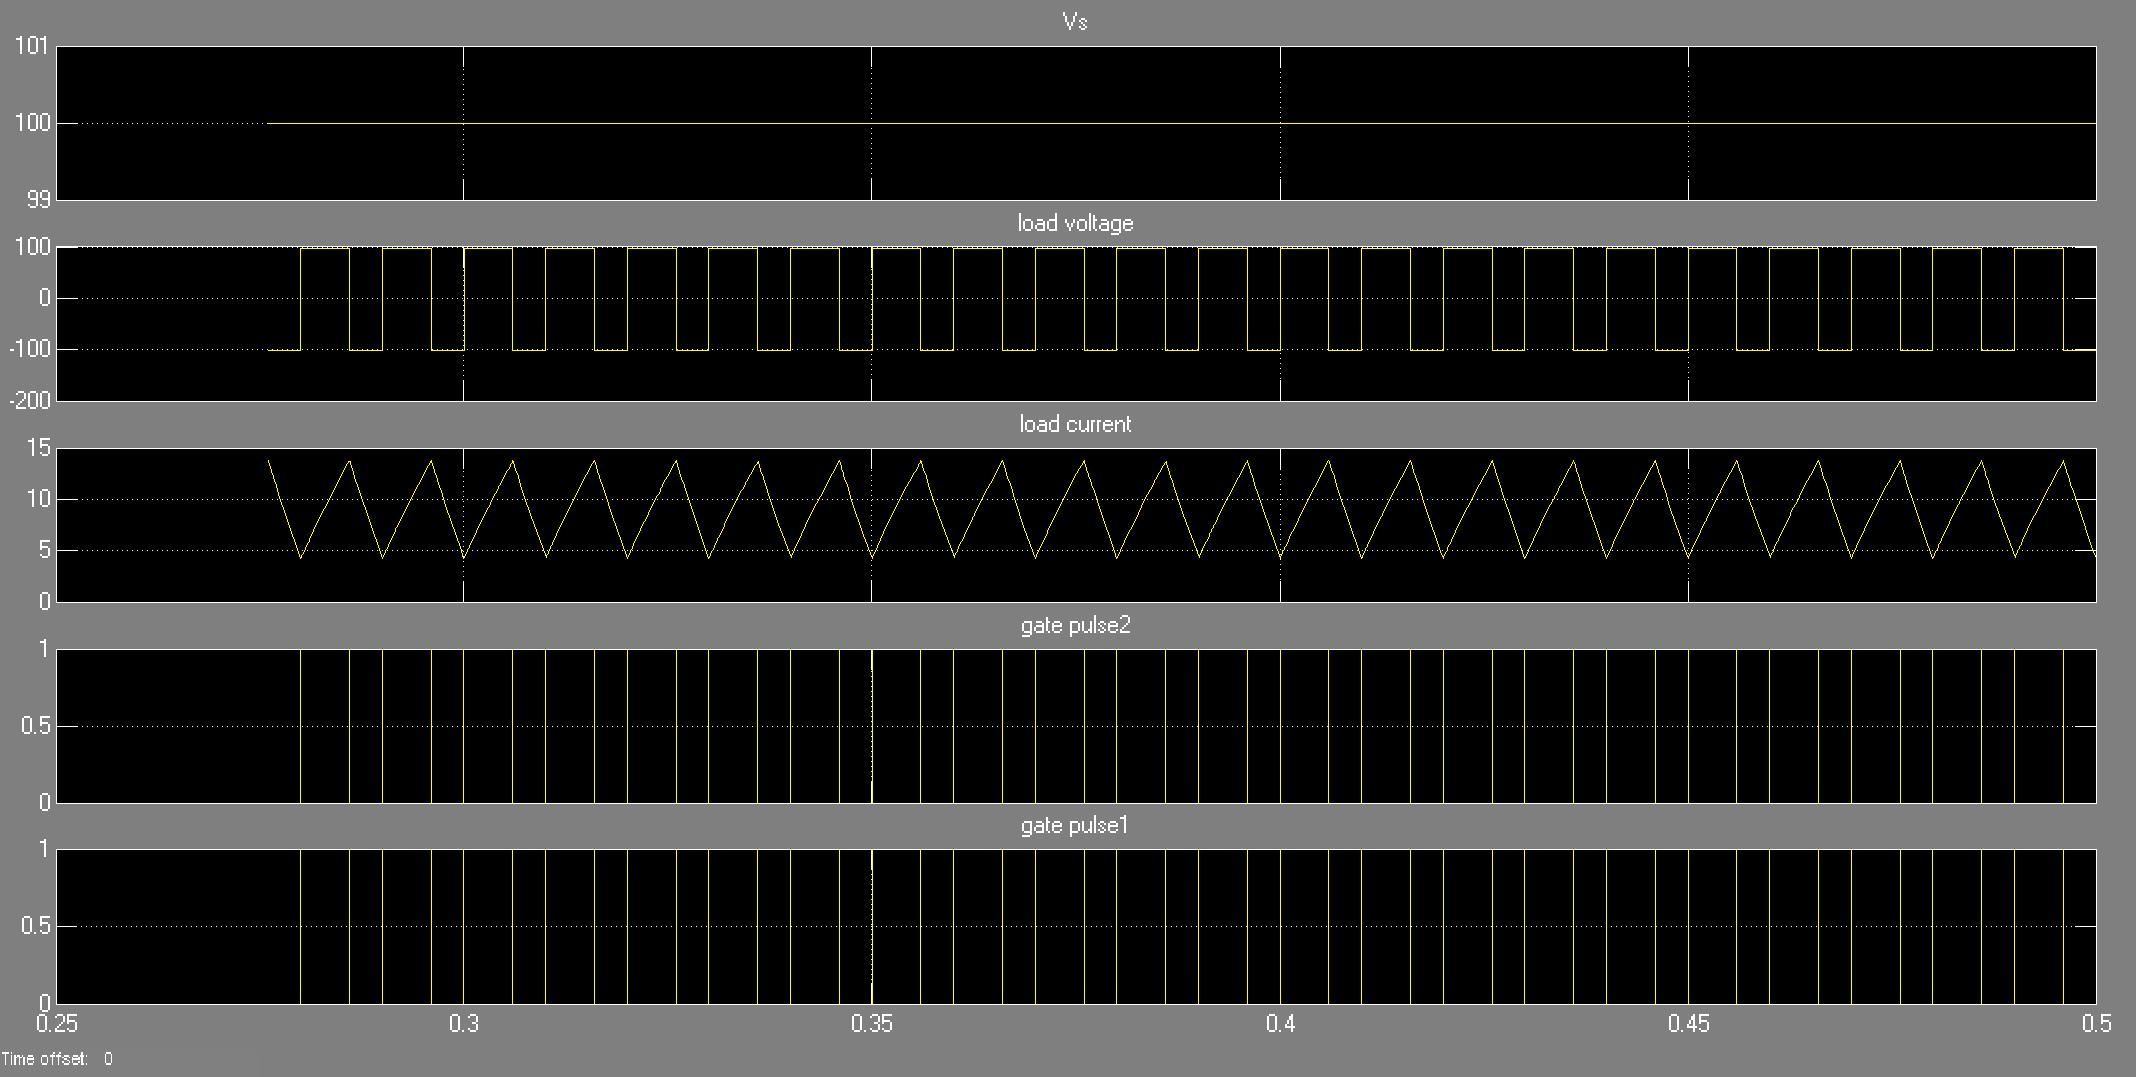 Vs
101
100
99
load voltage
100
0
-100
-200
load current
15
10
5
0
gate pulse2
1
0.5
0
gate pulse1
1
0.5
0
0.25 0.3 0.35 0.4 0.45 0.5
Time offset: 0